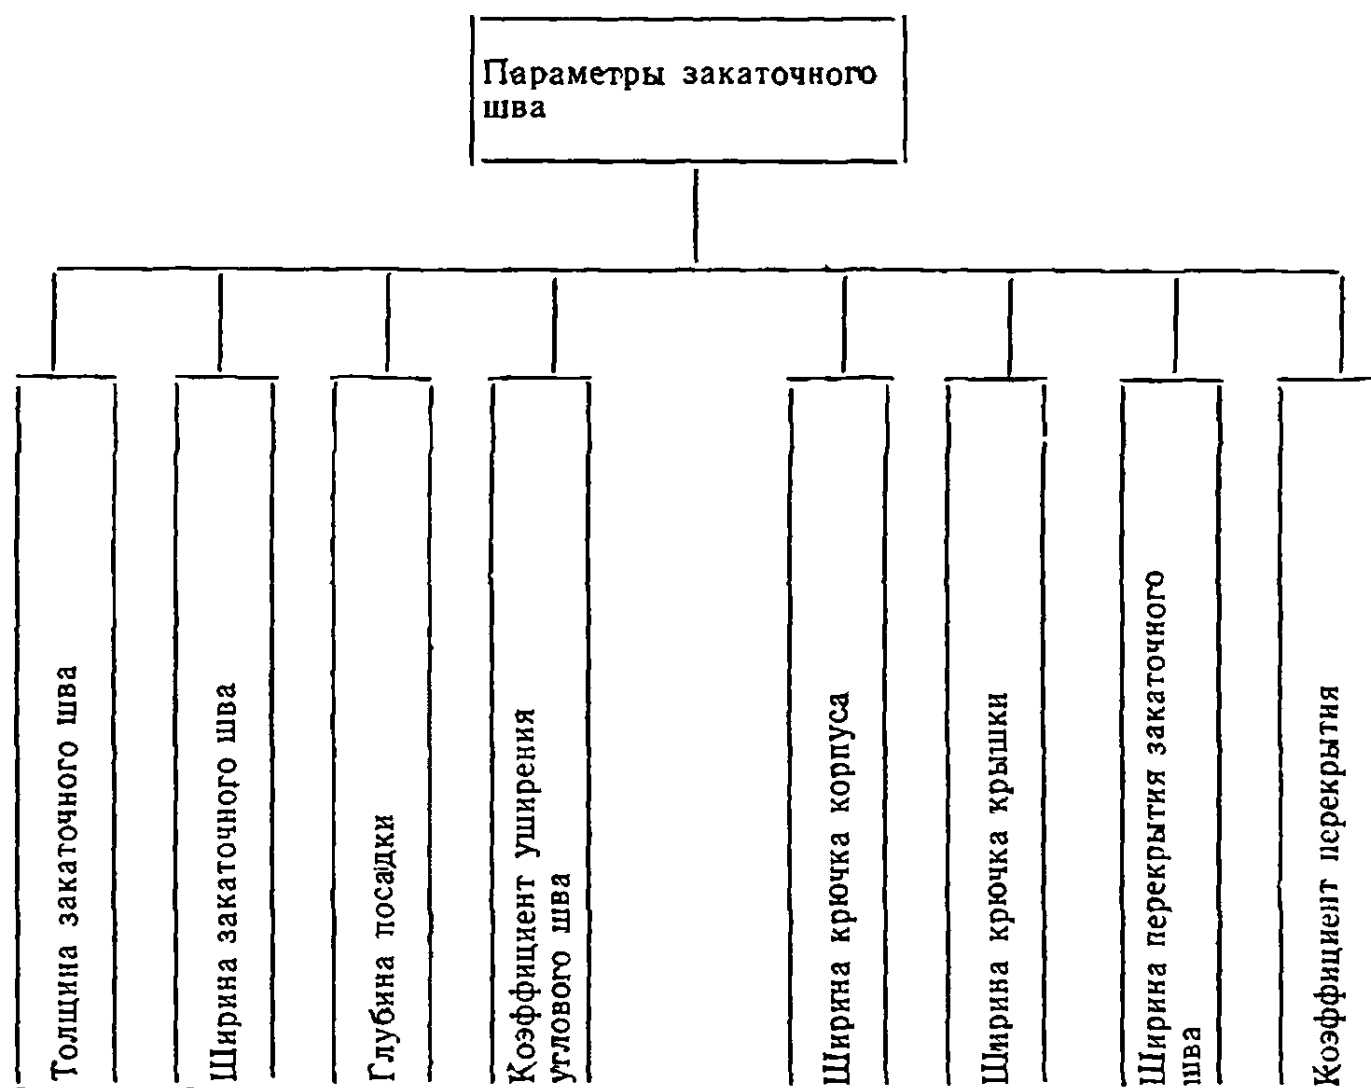 Параметры закаточного
шва
Толщина закаточного шва
Ширина закаточного шва
Глубина посадки
Коэффициент уширения
углового шва
Ширина крючка корпуса
Ширина крючка крышки
Ширина перекрытия закаточного
шва
Коэффициент перекрытия